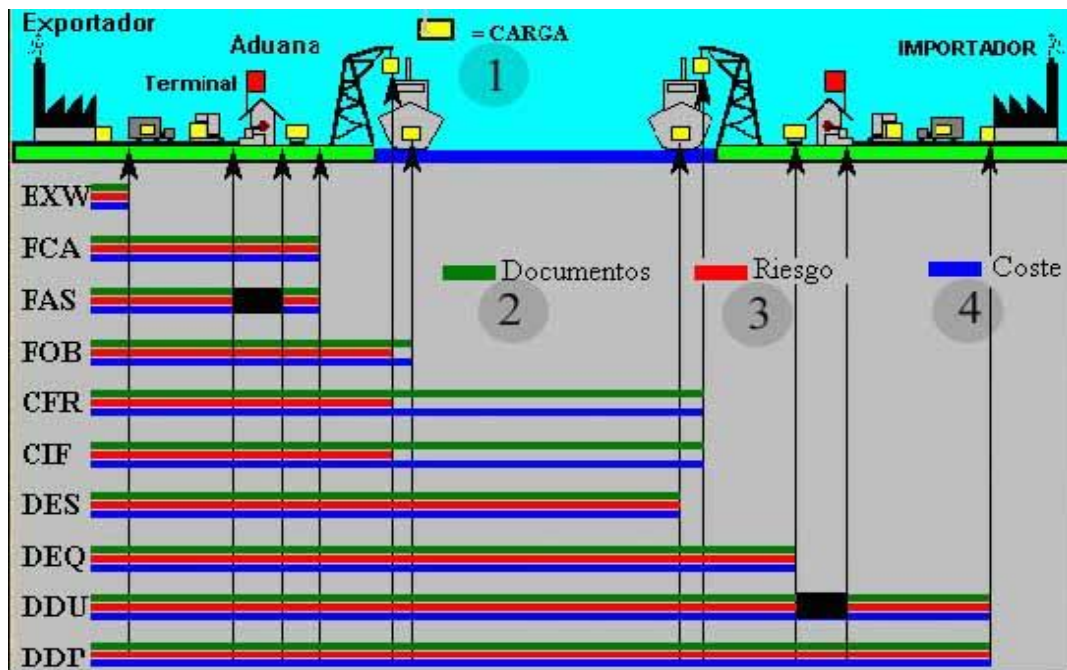 Exportador
= CARGA
Aduana
IMPORTADOR
Terminal
1
EXW
FCA
Documentos
Riesgo
Coste
FAS
2
3
4
FOB
CFR
CIF
DES
DEQ
DDU
DDP